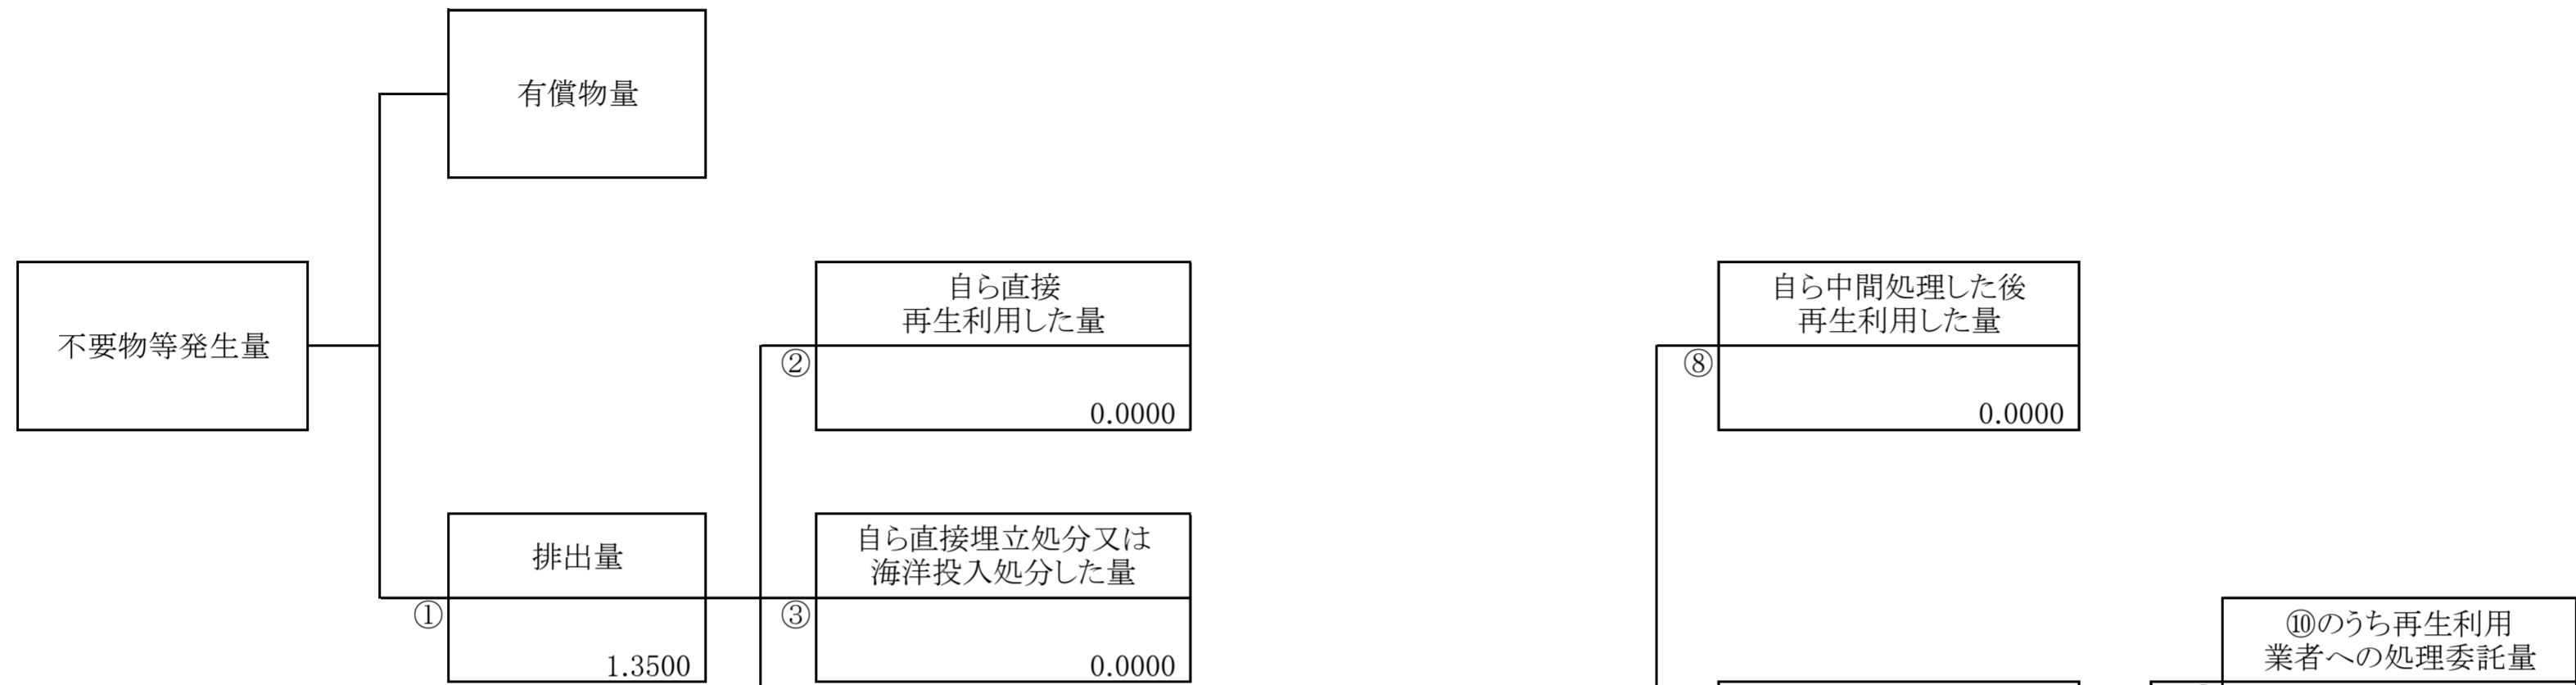 有償物量
不要物等発生量
自ら直接
再生利用した量
②
0.0000
自ら中間処理した後
再生利用した量
⑧
0.0000
排出量
①
1.3500
自ら直接埋立処分又は
海洋投入処分した量
③
0.0000
⑩のうち再生利用
業者への処理委託量